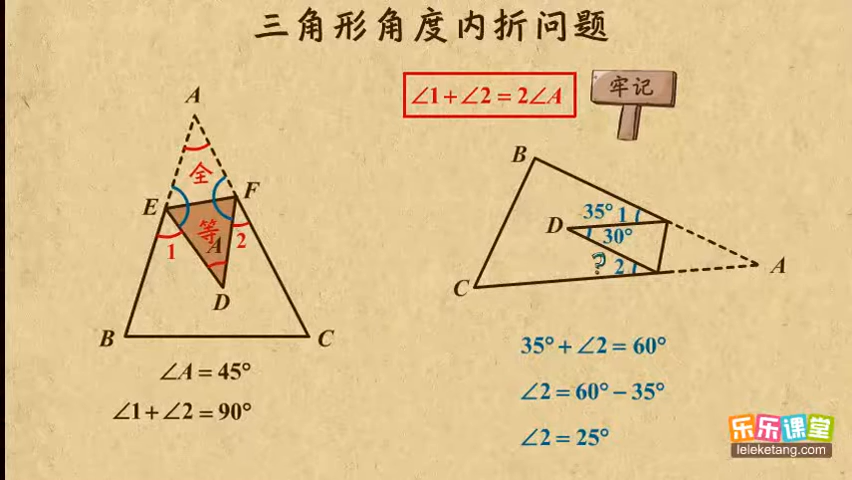 三角形角度内折问题
∠1+∠2=2∠A
牢记
A
全
E
F
等
A
1
2
D
B
C
∠A=45°
∠1+∠2=90°
B
35° 1
D
30°
? 2
A
C
35°+∠2=60°
∠2=60°−35°
∠2=25°
乐乐课堂
leleketang.com